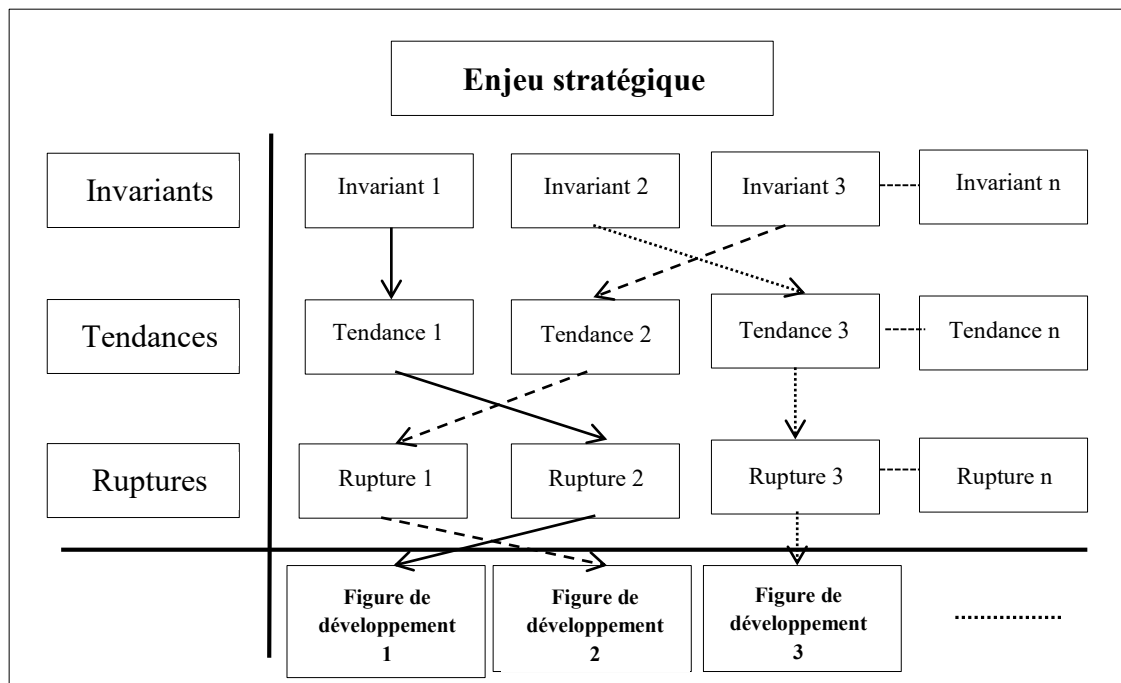 Enjeu stratégique
Invariants
Invariant 1
Invariant 2
Invariant 3
Invariant n
Tendances
Tendance 1
Tendance 2
Tendance 3
Tendance n
Ruptures
Rupture 1
Rupture 2
Rupture 3
Rupture n
Figure de
développement
1
Figure de
développement
2
Figure de
développement
3